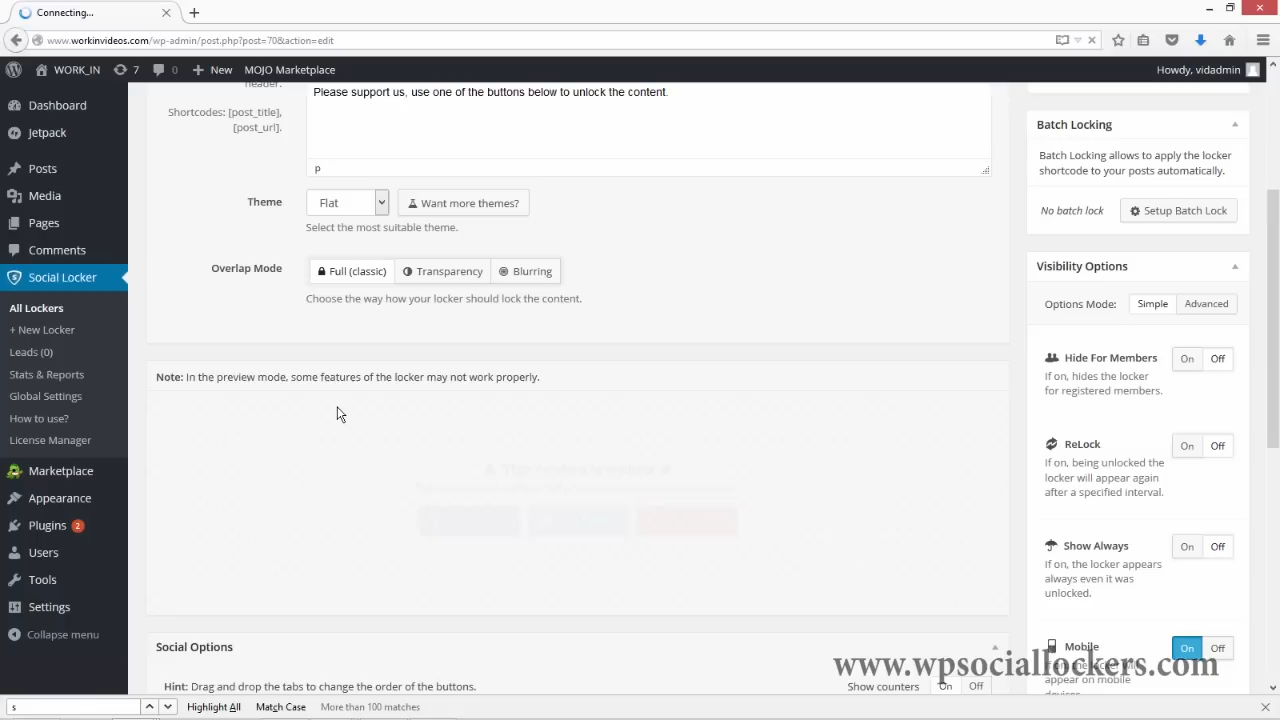 Connecting...
www.workinvideos.com/wp-admin/post.php?post=70&action=edit
WORK_IN 7 0 New MOJO Marketplace Howdy, vidadmin
Dashboard
Jetpack
Posts
Media
Pages
Comments
Social Locker
All Lockers
+ New Locker
Leads (0)
Stats & Reports
Global Settings
How to use?
License Manager
Marketplace
Appearance
Plugins 2
Users
Tools
Settings
Collapse menu
header.
Shortcodes: [post_title],
[post_url].
Please support us, use one of the buttons below to unlock the content.
p
Theme Flat Want more themes?
Select the most suitable theme.
Overlap Mode Full (classic) Transparency Blurring
Choose the way how your locker should lock the content.
Note: In the preview mode, some features of the locker may not work properly.
Social Options
Hint: Drag and drop the tabs to change the order of the buttons. Show counters On Off
Batch Locking
Batch Locking allows to apply the locker
shortcode to your posts automatically.
No batch lock Setup Batch Lock
Visibility Options
Options Mode: Simple Advanced
Hide For Members On Off
If on, hides the locker
for registered members.
ReLock On Off
If on, being unlocked the
locker will appear again
after a specified interval.
Show Always On Off
If on, the locker appears
always even it was
unlocked.
Mobile On Off
appear on mobile
www.wpsociallockers.com
s Highlight All Match Case More than 100 matches